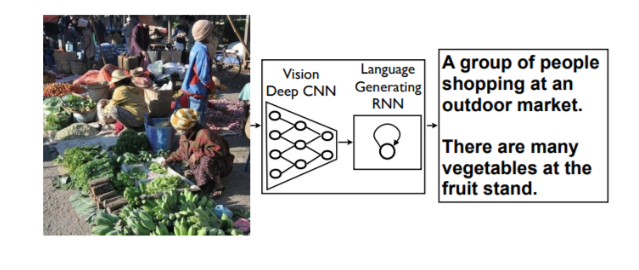 Vision
Deep CNN
Language
Generating
RNN
A group of people
shopping at an
outdoor market.
There are many
vegetables at the
fruit stand.